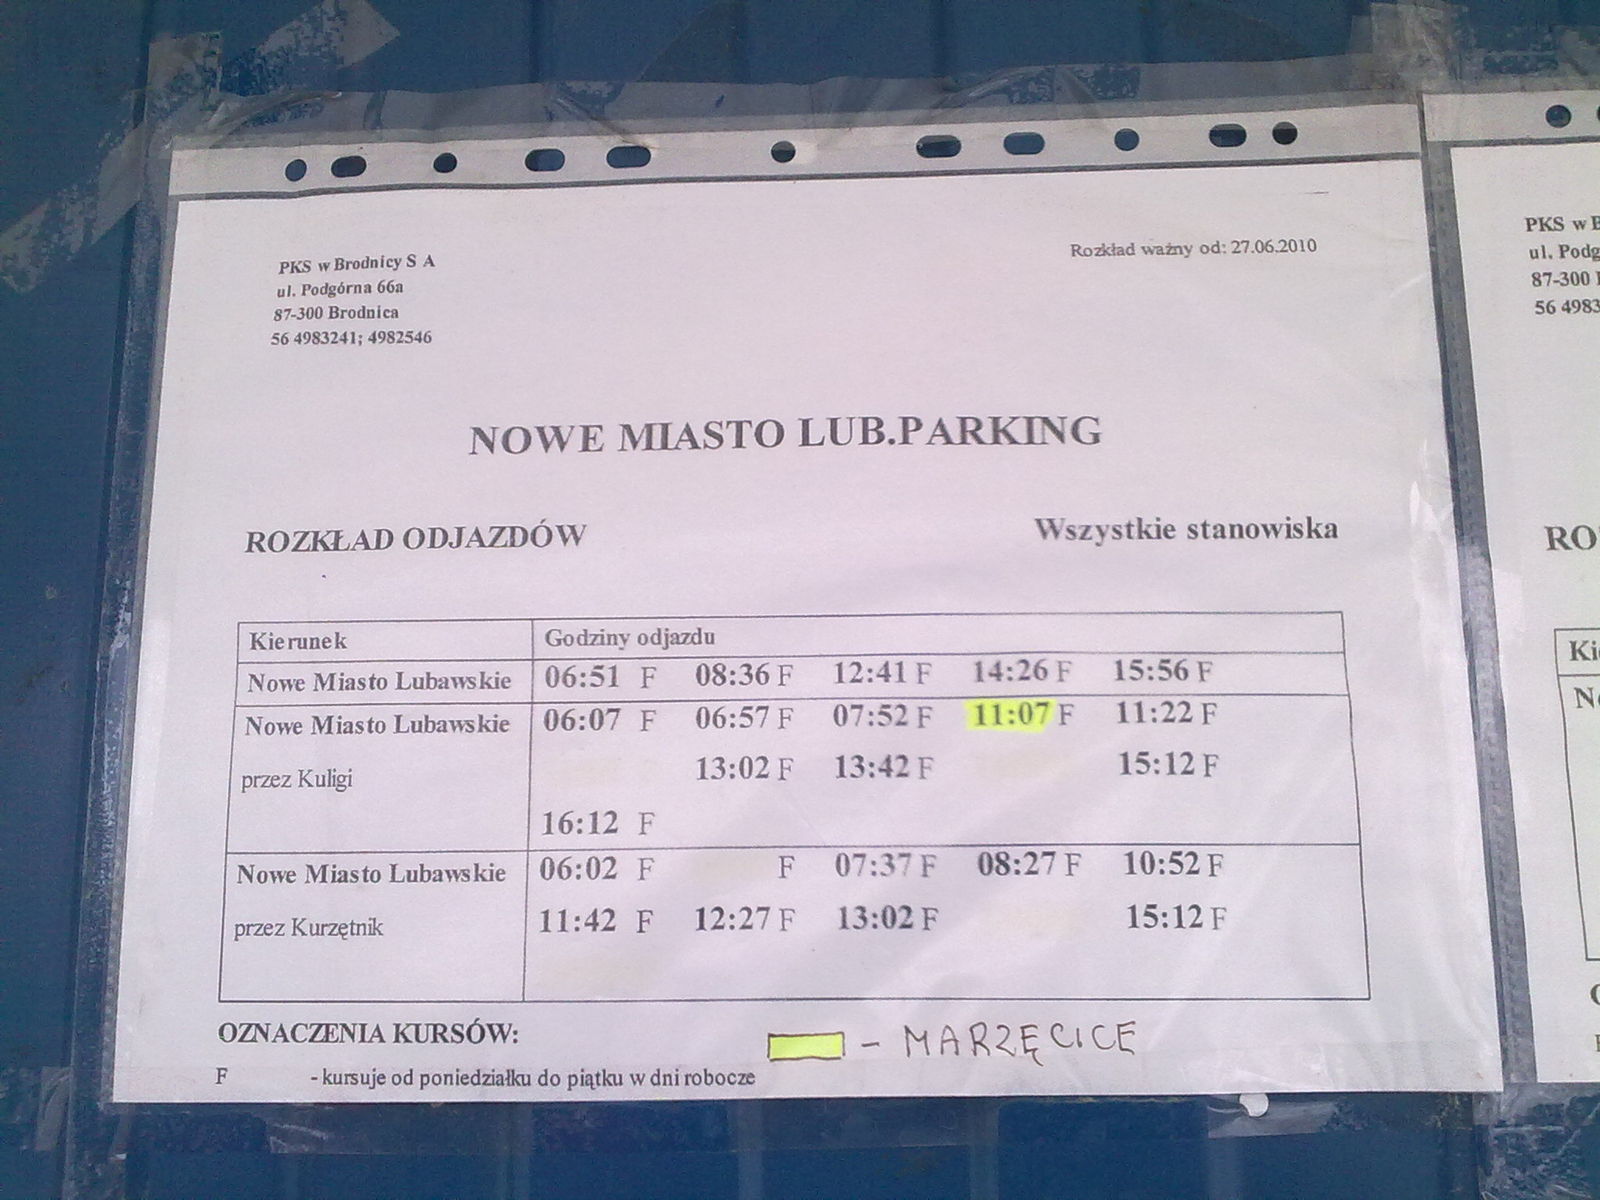 PKS w Brodnicy S A
ul. Podgórna 66a
87-300 Brodnica
56 4983241; 4982546
Rozkład ważny od: 27.06.2010
NOWE MIASTO LUB.PARKING
ROZKŁAD ODJAZDÓW
Wszystkie stanowiska
Kierunek Godziny odjazdu
Nowe Miasto Lubawskie 06:51 F 08:36 F 12:41 F 14:26 F 15:56 F
Nowe Miasto Lubawskie 06:07 F 06:57 F 07:52 F 11:07 F 11:22 F
przez Kuligi 13:02 F 13:42 F 15:12 F
16:12 F
Nowe Miasto Lubawskie 06:02 F F 07:37 F 08:27 F 10:52 F
przez Kurzętnik 11:42 F 12:27 F 13:02 F 15:12 F
OZNACZENIA KURSÓW:
- MARZĘCICE
F - kursuje od poniedziałku do piątku w dni robocze
PKS w
ul.
87-300
56